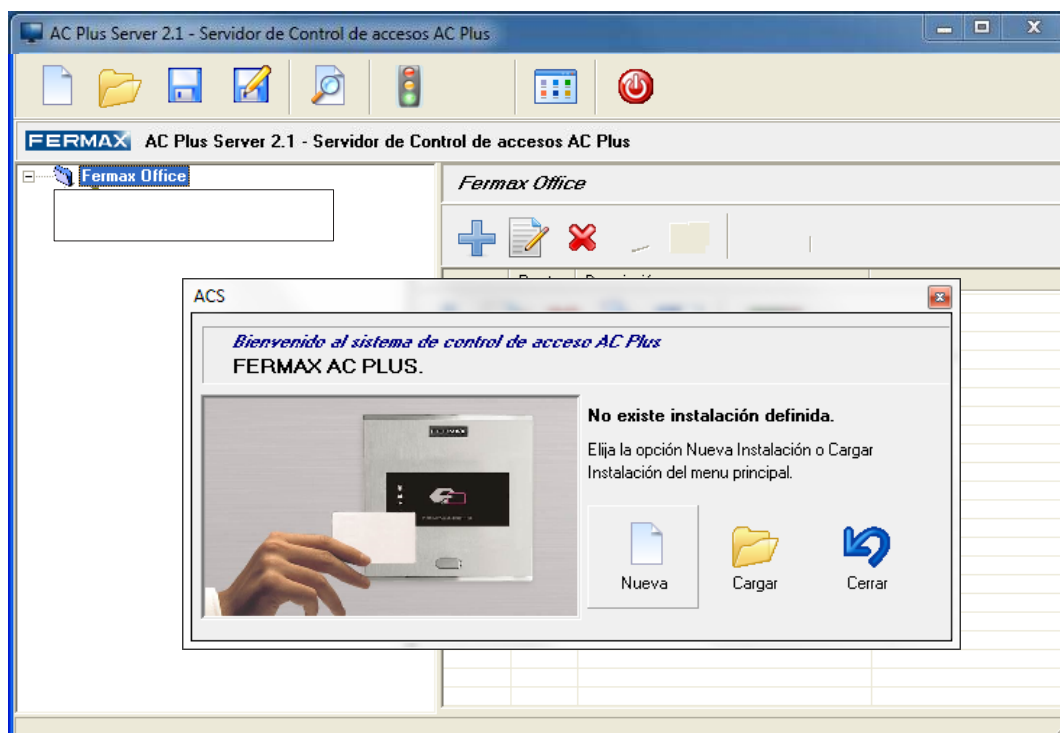 AC Plus Server 2.1 - Servidor de Control de accesos AC Plus
FERMAX AC Plus Server 2.1 - Servidor de Control de accesos AC Plus
Fermax Office
Fermax Office
ACS
Bienvenido al sistema de control de acceso AC Plus
FERMAX AC PLUS.
FERMAX
No existe instalación definida.
Elija la opción Nueva Instalación o Cargar
Instalación del menu principal.
Nueva
Cargar
Cerrar